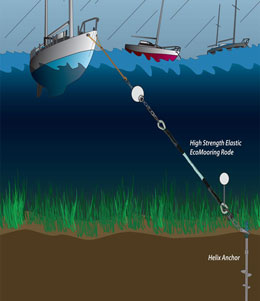 High Strength Elastic
EcoMooring Rode
Helix Anchor